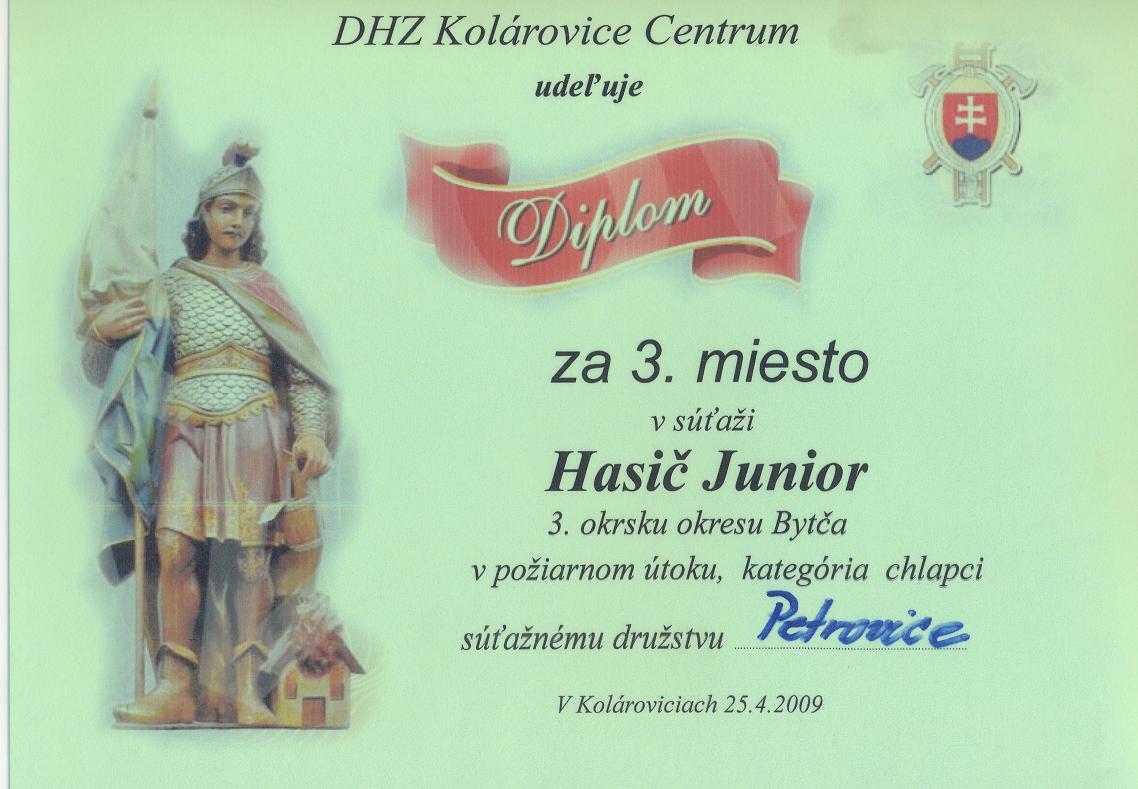 DHZ Kolárovice Centrum
udeľuje
Diplom
za 3. miesto
v súťaži
Hasič Junior
3. okrsku okresu Bytča
v požiarnom útoku, kategória chlapci
súťažnému družstvu Petrovice
V Kolároviciach 25.4.2009